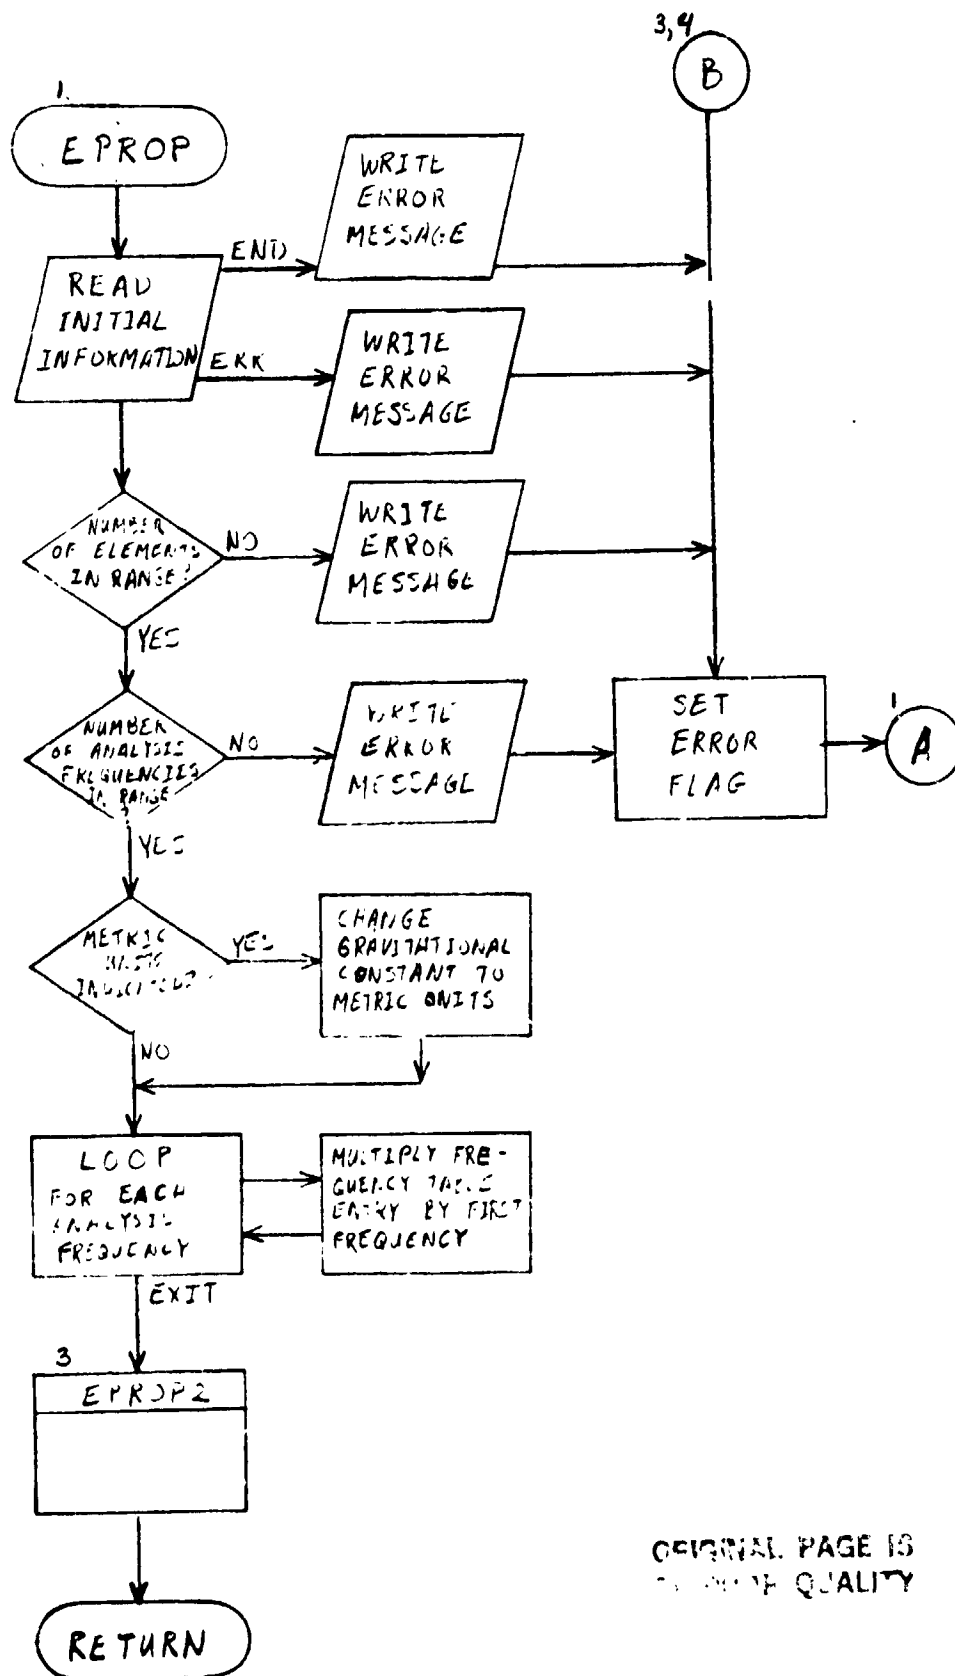 3,4
B
1.
EPROP
READ
INITIAL
INFORMATION
END
WRITE
ERROR
MESSAGE
ERR
WRITE
ERROR
MESSAGE
NUMBER
OF ELEMENTS
IN RANGE?
NO
WRITE
ERROR
MESSAGE
YES
NUMBER
OF ANALYSIS
FREQUENCIES
IN RANGE
?
NO
WRITE
ERROR
MESSAGE
SET
ERROR
FLAG
1
A
YES
METRIC
UNITS
INDICATED?
YES
CHANGE
GRAVITATIONAL
CONSTANT TO
METRIC UNITS
NO
LOOP
FOR EACH
ANALYSIS
FREQUENCY
MULTIPLY FRE-
QUENCY TABLE
ENTRY BY FIRST
FREQUENCY
EXIT
3
EPROP2
RETURN
ORIGINAL PAGE IS
QUALITY